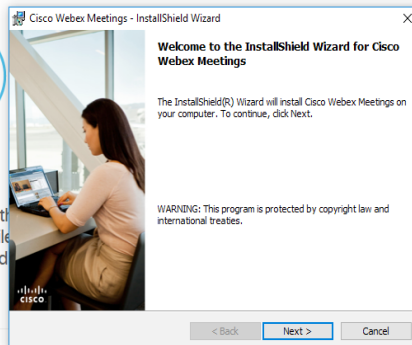 Cisco Webex Meetings - InstallShield Wizard
Welcome to the InstallShield Wizard for Cisco
Webex Meetings
The InstallShield(R) Wizard will install Cisco Webex Meetings on
your computer. To continue, click Next.
WARNING: This program is protected by copyright law and
international treaties.
CISCO
< Back
Next >
Cancel